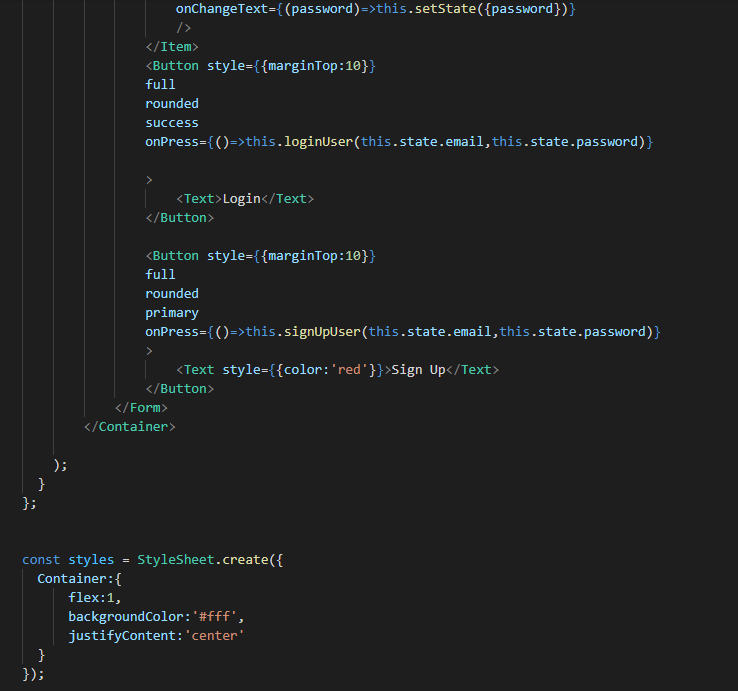 onChangeText={(password)=>this.setState({password})}
/>
</Item>
<Button style={{marginTop:10}}
full
rounded
success
onPress={()=>this.loginUser(this.state.email,this.state.password)}
>
<Text>Login</Text>
</Button>
<Button style={{marginTop:10}}
full
rounded
primary
onPress={()=>this.signUpUser(this.state.email,this.state.password)}
>
<Text style={{color:'red'}}>Sign Up</Text>
</Button>
</Form>
</Container>
);
}
};
const styles = StyleSheet.create({
Container:{
flex:1,
backgroundColor:'#fff',
justifyContent:'center'
}
});